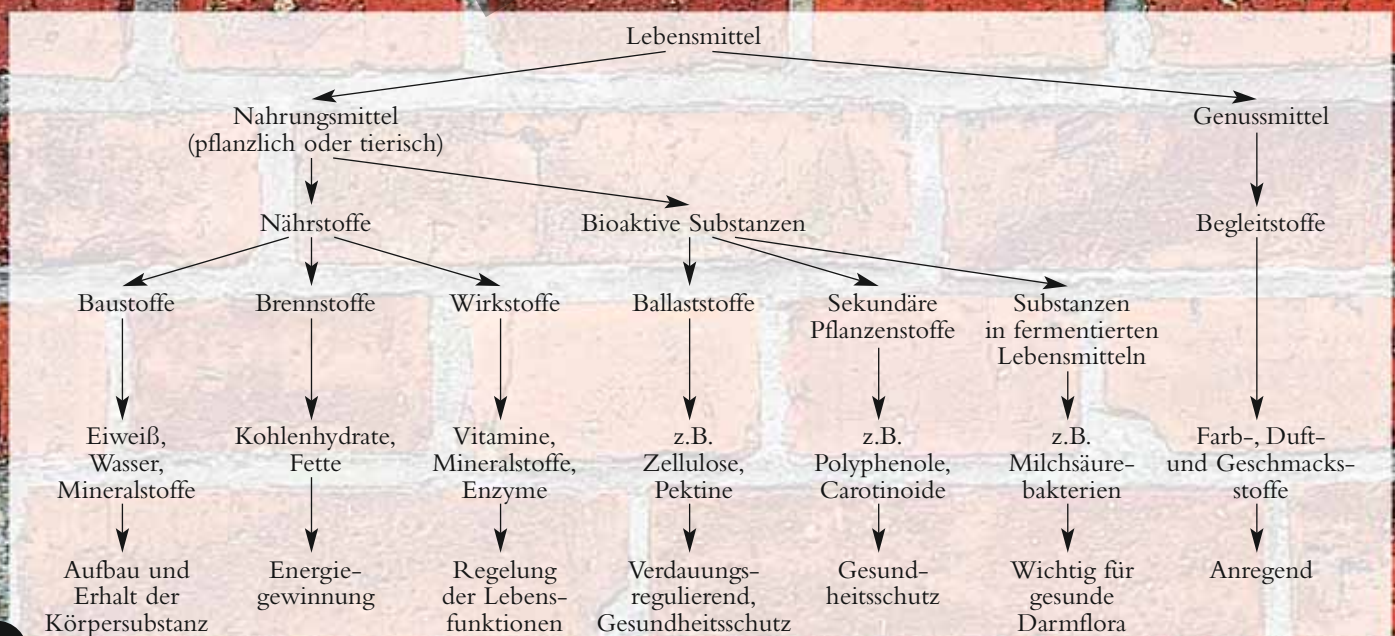 Lebensmittel
Nahrungsmittel
(pflanzlich oder tierisch)
Genussmittel
Nährstoffe
Bioaktive Substanzen
Begleitstoffe
Baustoffe
Brennstoffe
Wirkstoffe
Ballaststoffe
Sekundäre
Pflanzenstoffe
Substanzen
in fermentierten
Lebensmitteln
Eiweiß,
Wasser,
Mineralstoffe
Kohlenhydrate,
Fette
Vitamine,
Mineralstoffe,
Enzyme
z.B.
Zellulose,
Pektine
z.B.
Polyphenole,
Carotinoide
z.B.
Milchsäure-
bakterien
Farb-, Duft-
und Geschmacks-
stoffe
Aufbau und
Erhalt der
Körpersubstanz
Energie-
gewinnung
Regelung
der Lebens-
funktionen
Verdauungs-
regulierend,
Gesundheitsschutz
Gesund-
heitsschutz
Wichtig für
gesunde
Darmflora
Anregend